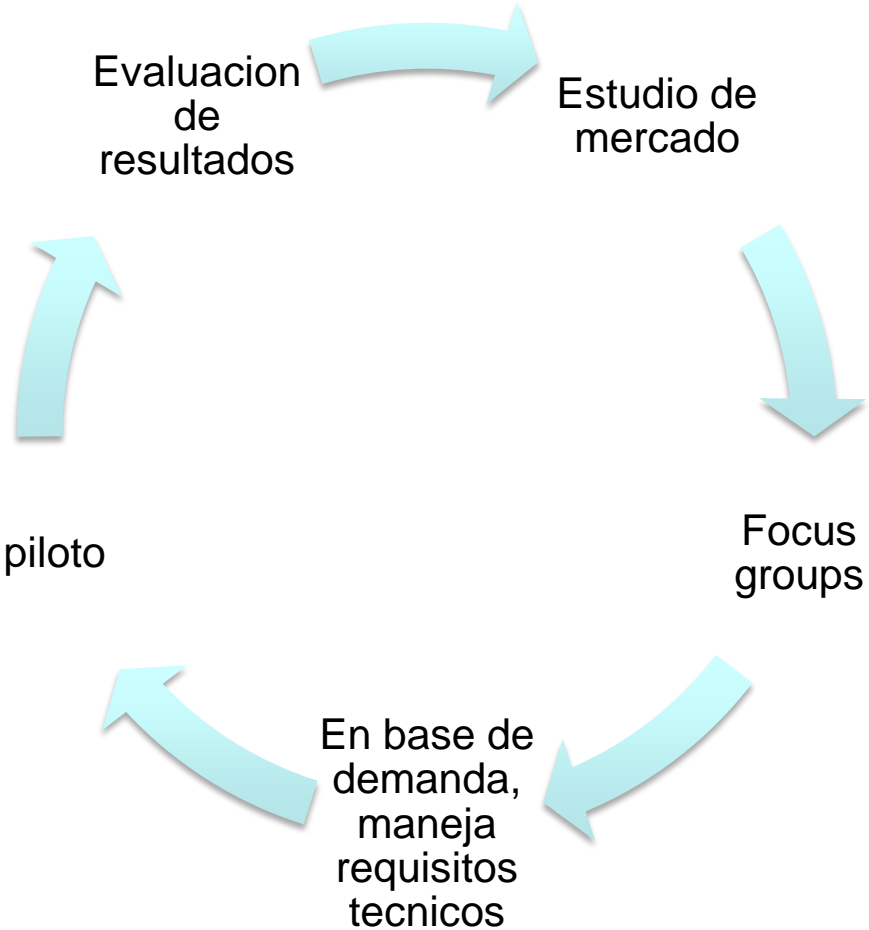 Evaluacion
de
resultados
Estudio de
mercado
Focus
groups
En base de
demanda,
maneja
requisitos
tecnicos
piloto